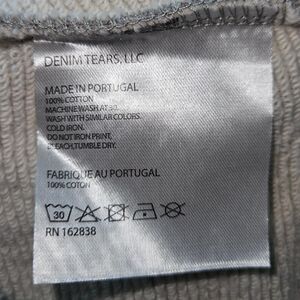 DENIM TEARS, LLC
MADE IN PORTUGAL
100% COTTON
MACHINE WASH AT 30.
WASH WITH SIMILAR COLORS.
COLD IRON.
DO NOT IRON PRINT,
BLEACH,TUMBLE DRY.
FABRIQUE AU PORTUGAL
100% COTON
30
RN 162838